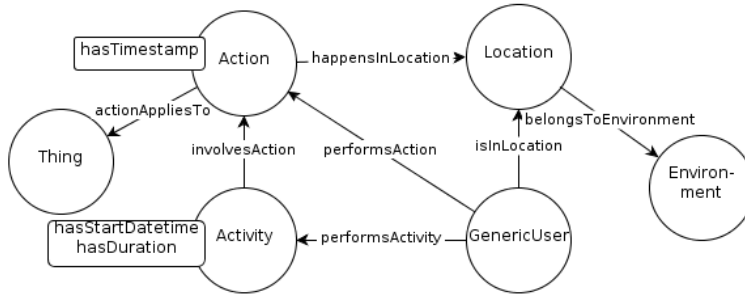 hasTimestamp
Action
happensInLocation
Location
actionAppliesTo
belongsToEnvironment
Thing
involvesAction
performsAction
isInLocation
Environ-
ment
hasStartDatetime
hasDuration
Activity
performsActivity
GenericUser